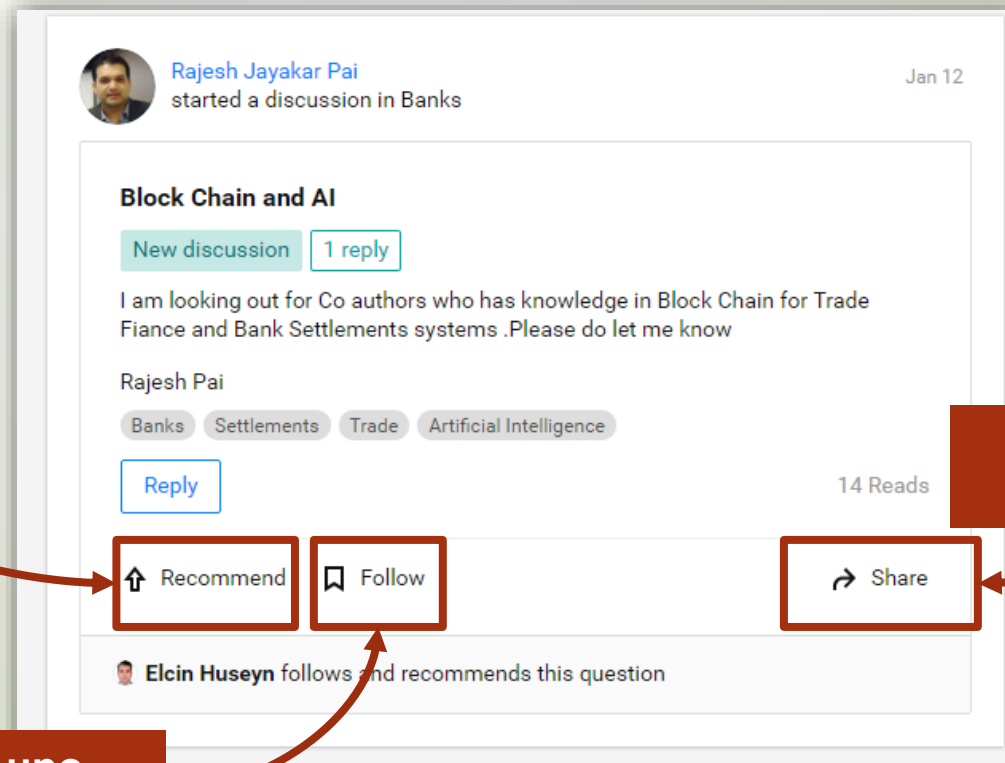 Rajesh Jayakar Pai
Jan 12
started a discussion in Banks
Block Chain and AI
New discussion 1 reply
I am looking out for Co authors who has knowledge in Block Chain for Trade
Fiance and Bank Settlements systems .Please do let me know
Rajesh Pai
Banks Settlements Trade Artificial Intelligence
Reply
14 Reads
Recommend Follow Share
Elcin Huseyn follows and recommends this question